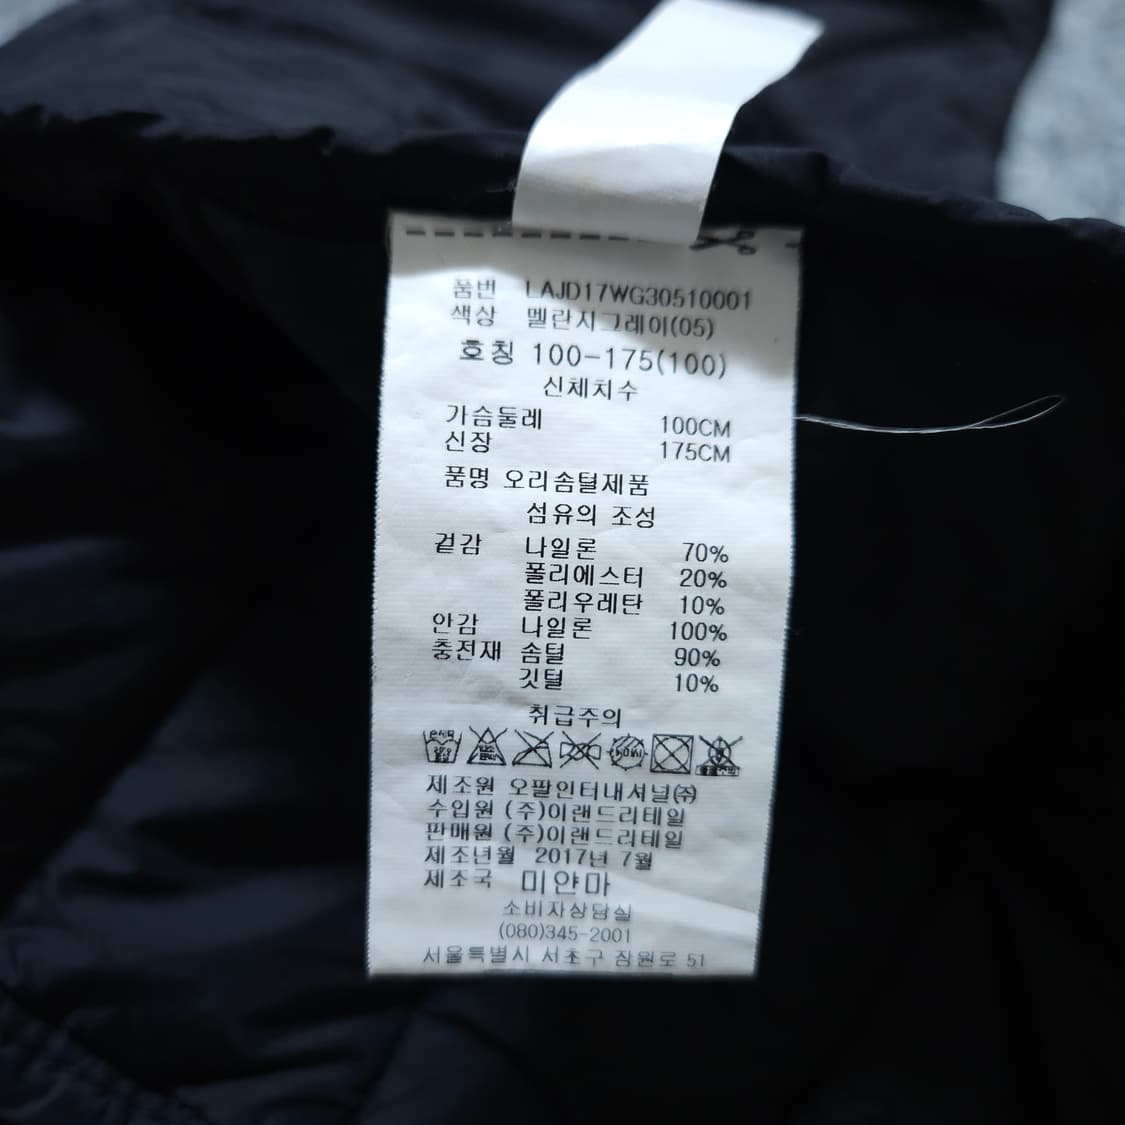 품번 LAJD17WG30510001
색상 멜란지그레이(05)
호칭 100-175(100)
신체치수
가슴둘레 100CM
신장 175CM
품명 오리솜털제품
섬유의 조성
겉감 나일론 70%
폴리에스터 20%
폴리우레탄 10%
안감 나일론 100%
충전재 솜털 90%
깃털 10%
취급주의
제조원 오팔인터내셔널㈜
수입원 (주)이랜드리테일
판매원 (주)이랜드리테일
제조년월 2017년 7월
제조국 미얀마
소비자상담실
(080)345-2001
서울특별시 서초구 잠원로 51